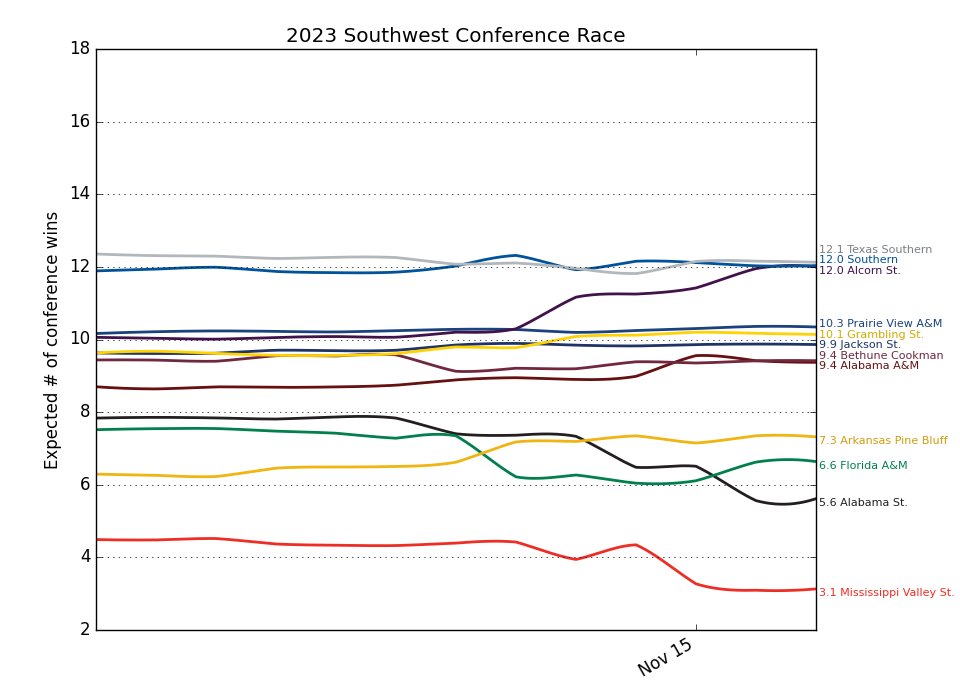 2023 Southwest Conference Race
Expected # of conference wins
18
16
14
12
10
8
6
4
2
Nov 15
12.1 Texas Southern
12.0 Southern
12.0 Alcorn St.
10.3 Prairie View A&M
10.1 Grambling St.
9.9 Jackson St.
9.4 Bethune Cookman
9.4 Alabama A&M
7.3 Arkansas Pine Bluff
6.6 Florida A&M
5.6 Alabama St.
3.1 Mississippi Valley St.